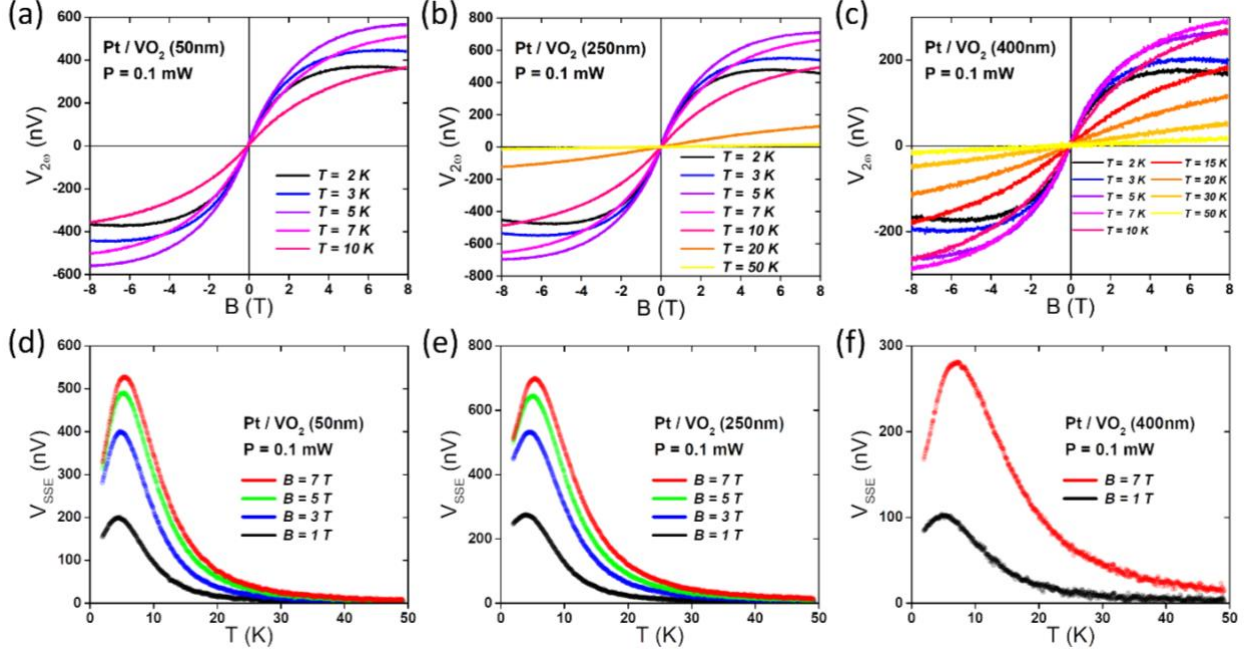 (a)
600
400
200
0
-200
-400
-600
V2ω (nV)
-8 -6 -4 -2 0 2 4 6 8
B (T)
Pt / VO2 (50nm)
P = 0.1 mW
T = 2 K
T = 3 K
T = 5 K
T = 7 K
T = 10 K
(b)
800
600
400
200
0
-200
-400
-600
-800
V2ω (nV)
-8 -6 -4 -2 0 2 4 6 8
B (T)
Pt / VO2 (250nm)
P = 0.1 mW
T = 2 K
T = 3 K
T = 5 K
T = 7 K
T = 10 K
T = 20 K
T = 50 K
(c)
200
0
-200
V2ω (nV)
-8 -6 -4 -2 0 2 4 6 8
B (T)
Pt / VO2 (400nm)
P = 0.1 mW
T = 2 K
T = 3 K
T = 5 K
T = 7 K
T = 10 K
T = 15 K
T = 20 K
T = 30 K
T = 50 K
(d)
600
500
400
300
200
100
0
VSSE (nV)
0 10 20 30 40 50
T (K)
Pt / VO2 (50nm)
P = 0.1 mW
B = 7 T
B = 5 T
B = 3 T
B = 1 T
(e)
800
600
400
200
0
VSSE (nV)
0 10 20 30 40 50
T (K)
Pt / VO2 (250nm)
P = 0.1 mW
B = 7 T
B = 5 T
B = 3 T
B = 1 T
(f)
300
200
100
0
VSSE (nV)
0 10 20 30 40 50
T (K)
Pt / VO2 (400nm)
P = 0.1 mW
B = 7 T
B = 1 T